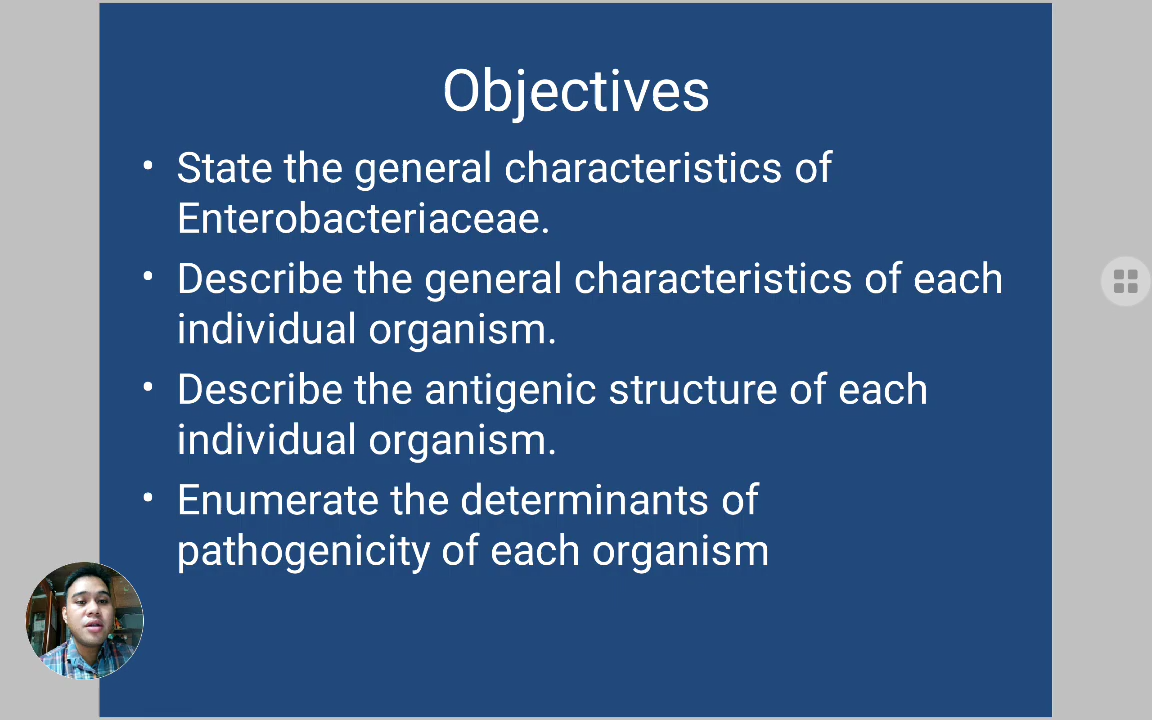 Objectives
• State the general characteristics of
Enterobacteriaceae.
• Describe the general characteristics of each
individual organism.
• Describe the antigenic structure of each
individual organism.
• Enumerate the determinants of
pathogenicity of each organism